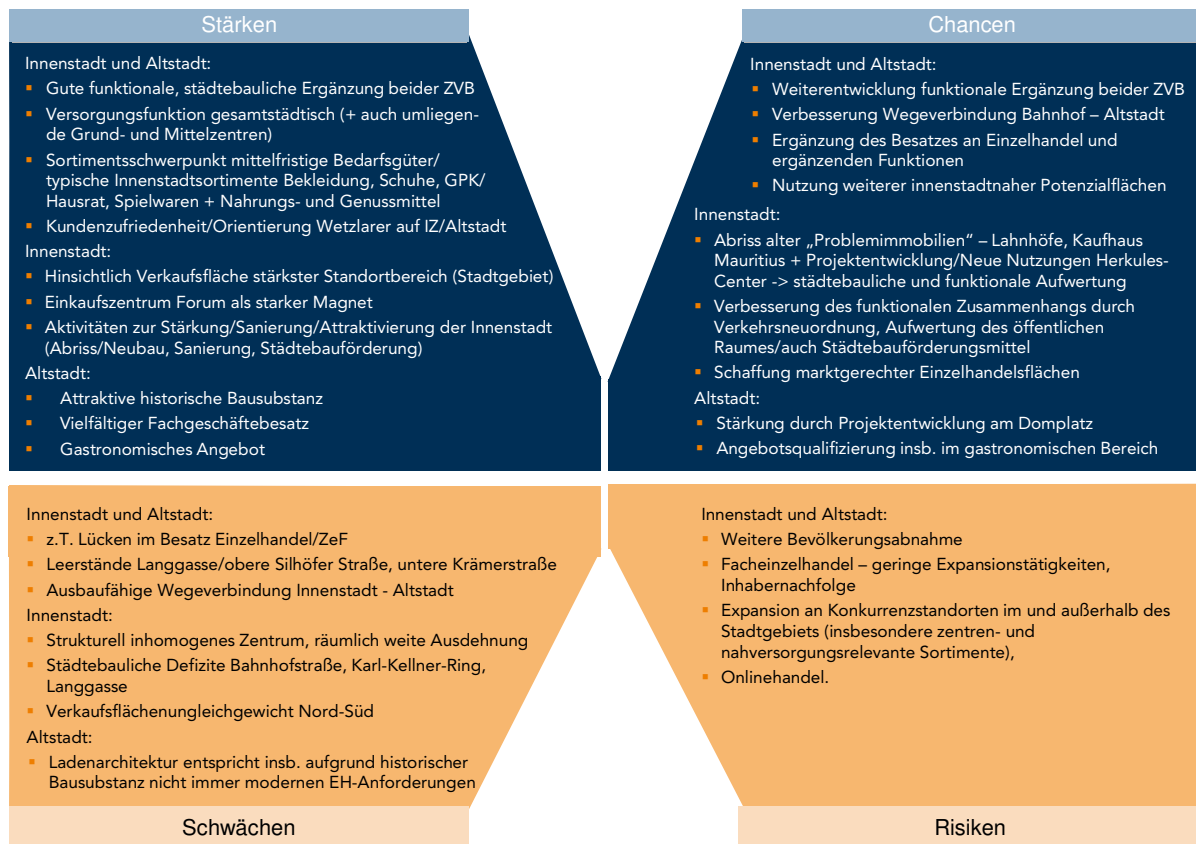 Stärken
Innenstadt und Altstadt:
▪ Gute funktionale, städtebauliche Ergänzung beider ZVB
▪ Versorgungsfunktion gesamtstädtisch (+ auch umliegen-
de Grund- und Mittelzentren)
▪ Sortimentsschwerpunkt mittelfristige Bedarfsgüter/
typische Innenstadtsortimente Bekleidung, Schuhe, GPK/
Hausrat, Spielwaren + Nahrungs- und Genussmittel
▪ Kundenzufriedenheit/Orientierung Wetzlarer auf IZ/Altstadt
Innenstadt:
▪ Hinsichtlich Verkaufsfläche stärkster Standortbereich (Stadtgebiet)
▪ Einkaufszentrum Forum als starker Magnet
▪ Aktivitäten zur Stärkung/Sanierung/Attraktivierung der Innenstadt
(Abriss/Neubau, Sanierung, Städtebauförderung)
Altstadt:
▪ Attraktive historische Bausubstanz
▪ Vielfältiger Fachgeschäftebesatz
▪ Gastronomisches Angebot
Chancen
Innenstadt und Altstadt:
▪ Weiterentwicklung funktionale Ergänzung beider ZVB
▪ Verbesserung Wegeverbindung Bahnhof – Altstadt
▪ Ergänzung des Besatzes an Einzelhandel und
ergänzenden Funktionen
▪ Nutzung weiterer innenstadtnaher Potenzialflächen
Innenstadt:
▪ Abriss alter „Problemimmobilien" – Lahnhöfe, Kaufhaus
Mauritius + Projektentwicklung/Neue Nutzungen Herkules-
Center -> städtebauliche und funktionale Aufwertung
▪ Verbesserung des funktionalen Zusammenhangs durch
Verkehrsneuordnung, Aufwertung des öffentlichen
Raumes/auch Städtebauförderungsmittel
▪ Schaffung marktgerechter Einzelhandelsflächen
Altstadt:
▪ Stärkung durch Projektentwicklung am Domplatz
▪ Angebotsqualifizierung insb. im gastronomischen Bereich
Innenstadt und Altstadt:
▪ z.T. Lücken im Besatz Einzelhandel/ZeF
▪ Leerstände Langgasse/obere Silhöfer Straße, untere Krämerstraße
▪ Ausbaufähige Wegeverbindung Innenstadt - Altstadt
Innenstadt:
▪ Strukturell inhomogenes Zentrum, räumlich weite Ausdehnung
▪ Städtebauliche Defizite Bahnhofstraße, Karl-Kellner-Ring,
Langgasse
▪ Verkaufsflächenungleichgewicht Nord-Süd
Altstadt:
▪ Ladenarchitektur entspricht insb. aufgrund historischer
Bausubstanz nicht immer modernen EH-Anforderungen
Schwächen
Innenstadt und Altstadt:
▪ Weitere Bevölkerungsabnahme
▪ Facheinzelhandel – geringe Expansionstätigkeiten,
Inhabernachfolge
▪ Expansion an Konkurrenzstandorten im und außerhalb des
Stadtgebiets (insbesondere zentren- und
nahversorgungsrelevante Sortimente),
▪ Onlinehandel.
Risiken